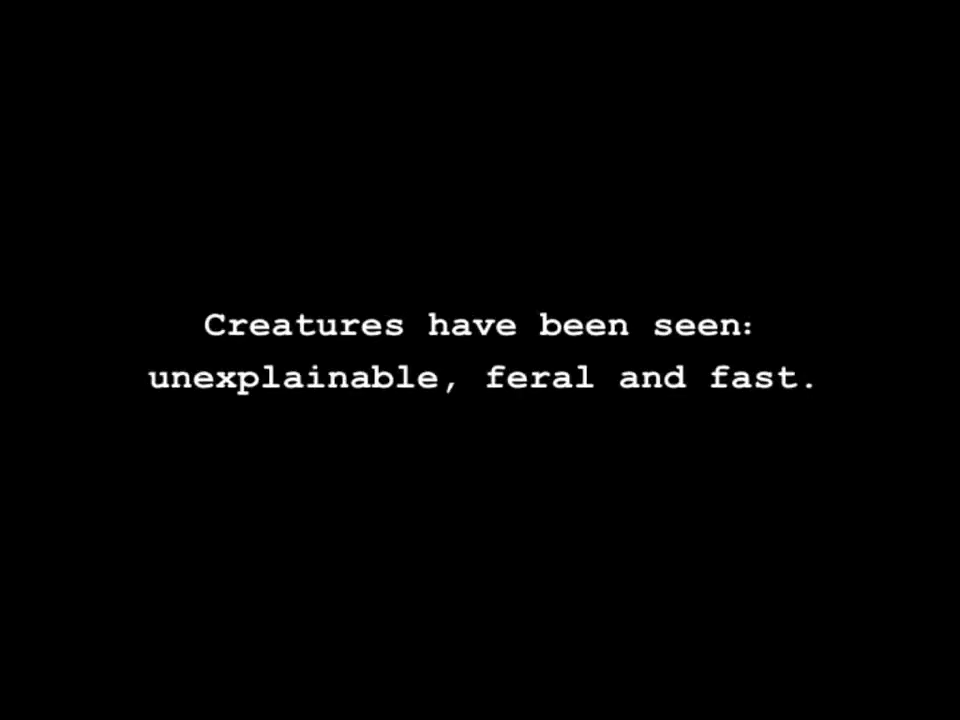 Creatures have been seen:
unexplainable, feral and fast.